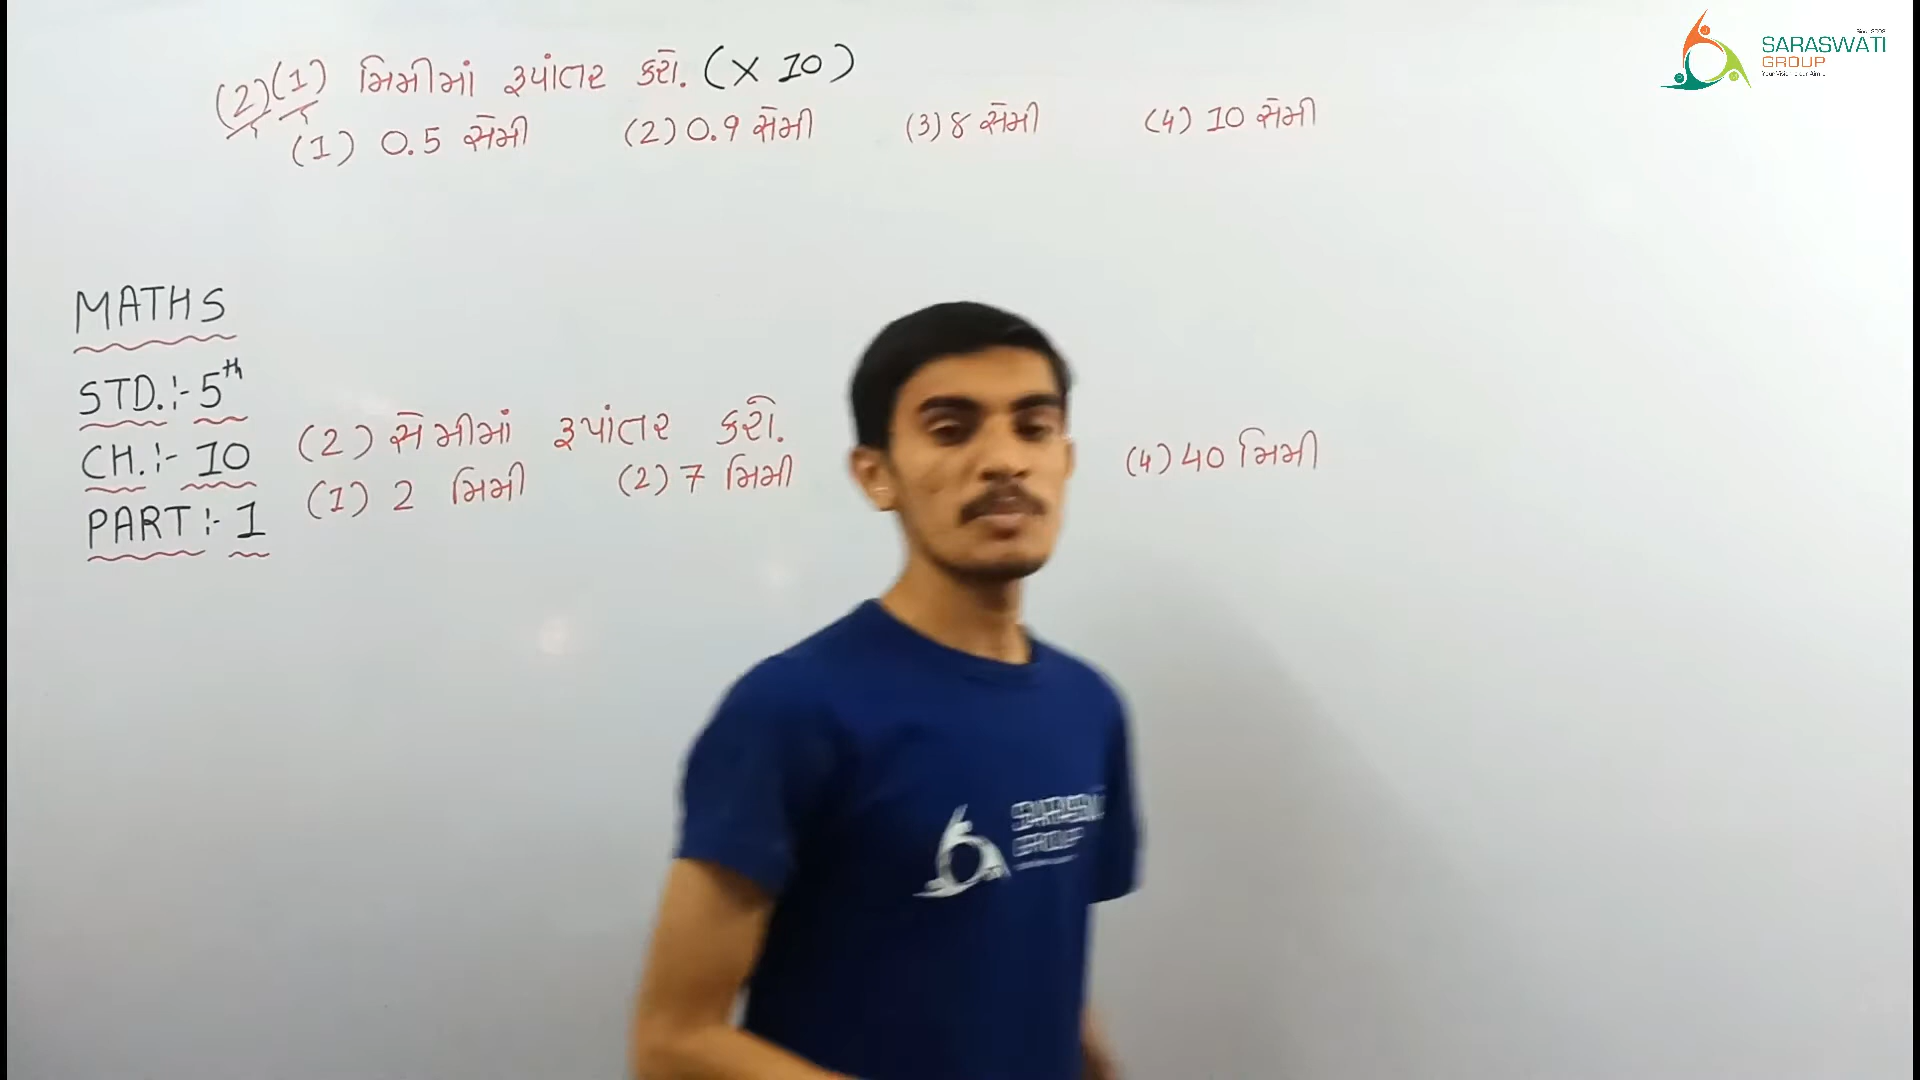 (2) (1) મિમીમાં રૂપાંતર કરો. (× 10)
(1) 0.5 સેમી (2) 0.9 સેમી (3) 8 સેમી (4) 10 સેમી
MATHS
STD.:- 5th
CH.:- 10
PART:- 1
(2) સેમીમાં રૂપાંતર કરો.
(1) 2 મિમી (2) 7 મિમી (4) 40 મિમી
SARASWATI
GROUP